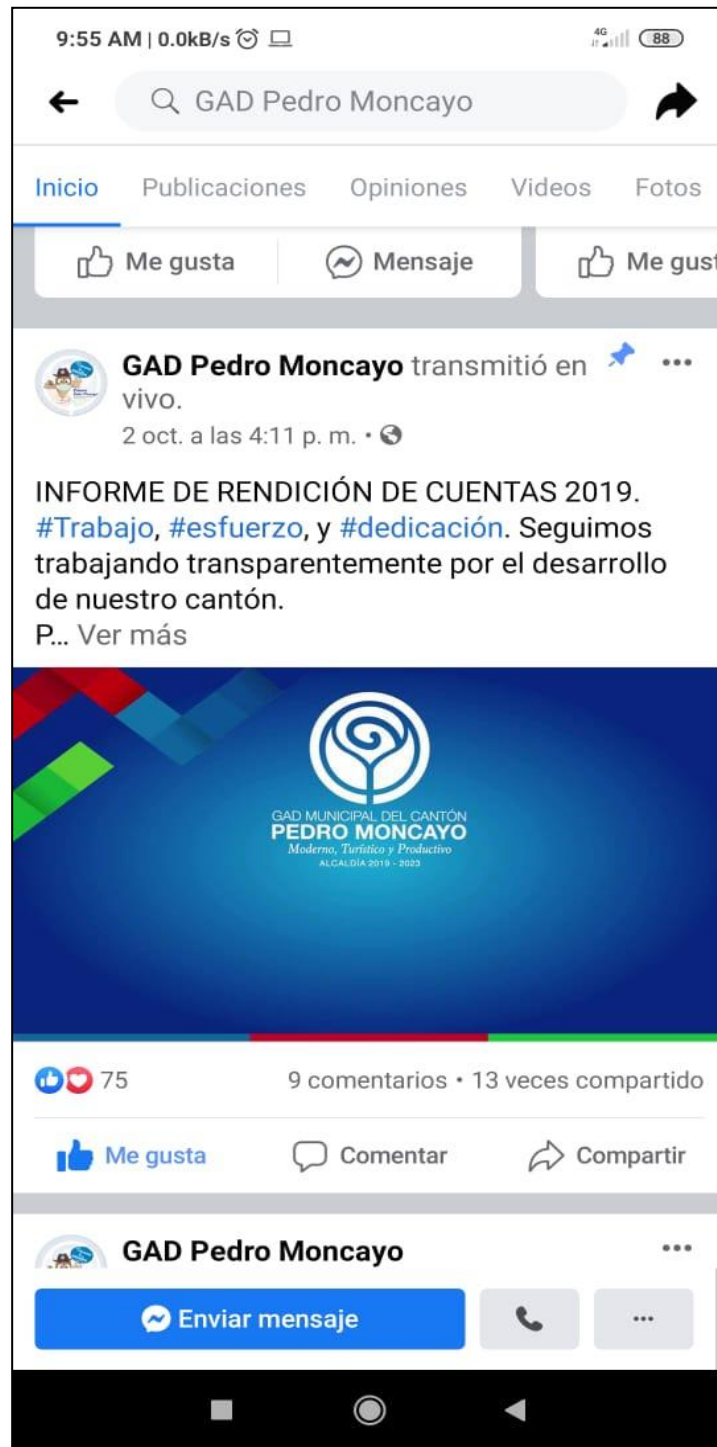 9:55 AM | 0.0kB/s
4G
88
GAD Pedro Moncayo
Inicio Publicaciones Opiniones Videos Fotos
Me gusta Mensaje Me gust
GAD Pedro Moncayo transmitió en
vivo.
2 oct. a las 4:11 p. m. •
INFORME DE RENDICIÓN DE CUENTAS 2019.
#Trabajo, #esfuerzo, y #dedicación. Seguimos
trabajando transparentemente por el desarrollo
de nuestro cantón.
P... Ver más
GAD MUNICIPAL DEL CANTÓN
PEDRO MONCAYO
Moderno, Turístico y Productivo
ALCALDÍA 2019 - 2023
75 9 comentarios • 13 veces compartido
Me gusta Comentar Compartir
GAD Pedro Moncayo
Enviar mensaje